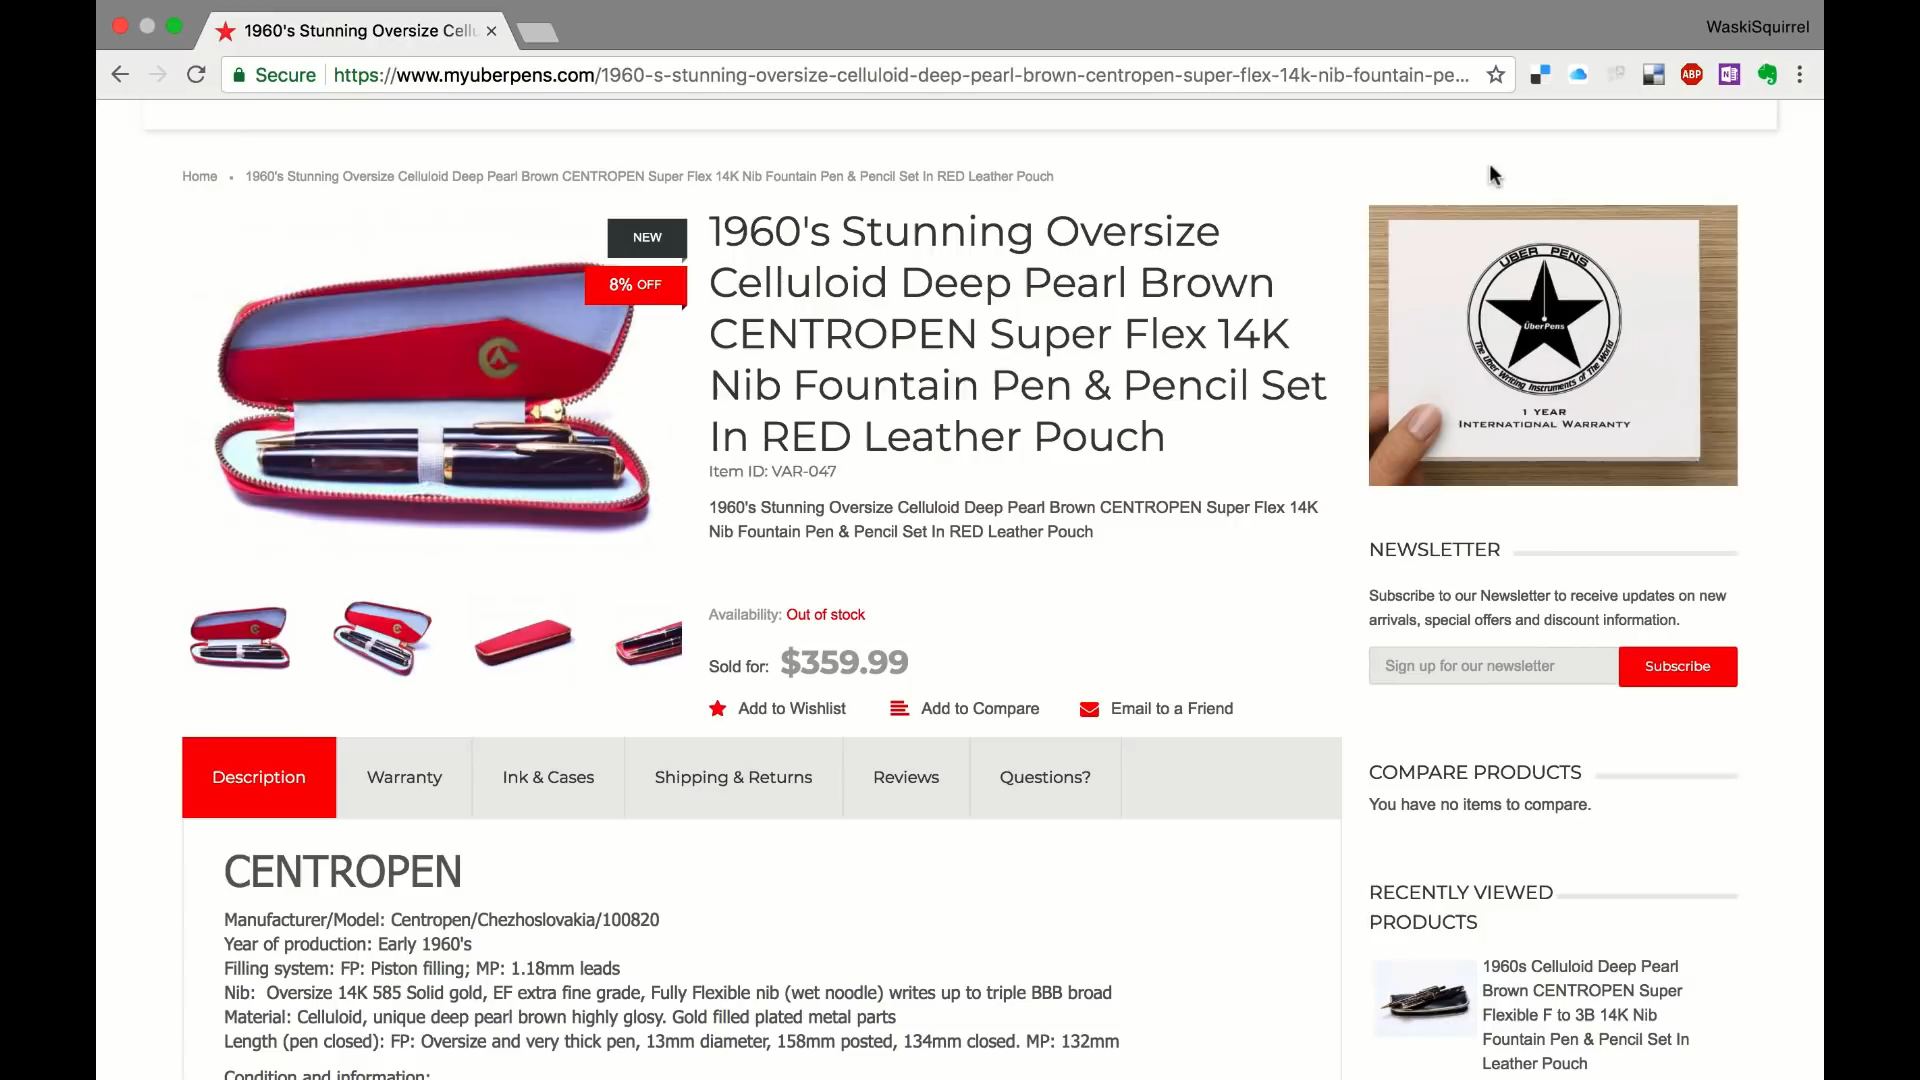 1960's Stunning Oversize Cellu
WaskiSquirrel
Secure
https://www.myuberpens.com/1960-s-stunning-oversize-celluloid-deep-pearl-brown-centropen-super-flex-14k-nib-fountain-pe...
ABP
N
Home • 1960's Stunning Oversize Celluloid Deep Pearl Brown CENTROPEN Super Flex 14K Nib Fountain Pen & Pencil Set In RED Leather Pouch
NEW
8% OFF
1960's Stunning Oversize
Celluloid Deep Pearl Brown
CENTROPEN Super Flex 14K
Nib Fountain Pen & Pencil Set
In RED Leather Pouch
Item ID: VAR-047
1960's Stunning Oversize Celluloid Deep Pearl Brown CENTROPEN Super Flex 14K
Nib Fountain Pen & Pencil Set In RED Leather Pouch
Availability: Out of stock
Sold for: $359.99
Add to Wishlist
Add to Compare
Email to a Friend
UBER PENS
ÜberPens
The Uber Writing Instruments of The World
1 YEAR
INTERNATIONAL WARRANTY
NEWSLETTER
Subscribe to our Newsletter to receive updates on new
arrivals, special offers and discount information.
Sign up for our newsletter
Subscribe
COMPARE PRODUCTS
You have no items to compare.
RECENTLY VIEWED
PRODUCTS
1960s Celluloid Deep Pearl
Brown CENTROPEN Super
Flexible F to 3B 14K Nib
Fountain Pen & Pencil Set In
Leather Pouch
Description
Warranty
Ink & Cases
Shipping & Returns
Reviews
Questions?
CENTROPEN
Manufacturer/Model: Centropen/Chezhoslovakia/100820
Year of production: Early 1960's
Filling system: FP: Piston filling; MP: 1.18mm leads
Nib: Oversize 14K 585 Solid gold, EF extra fine grade, Fully Flexible nib (wet noodle) writes up to triple BBB broad
Material: Celluloid, unique deep pearl brown highly glosy. Gold filled plated metal parts
Length (pen closed): FP: Oversize and very thick pen, 13mm diameter, 158mm posted, 134mm closed. MP: 132mm
Condition and information: